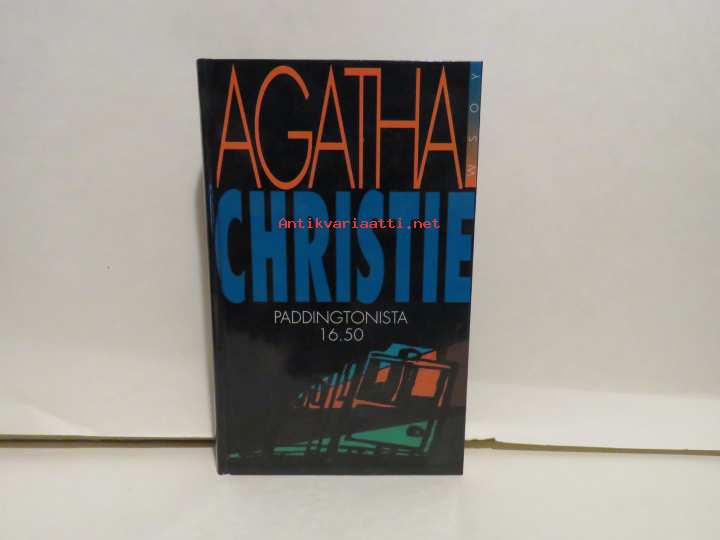 AGATHA
WSOY
Antikvariaatti.net
CHRISTIE
PADDINGTONISTA
16.50